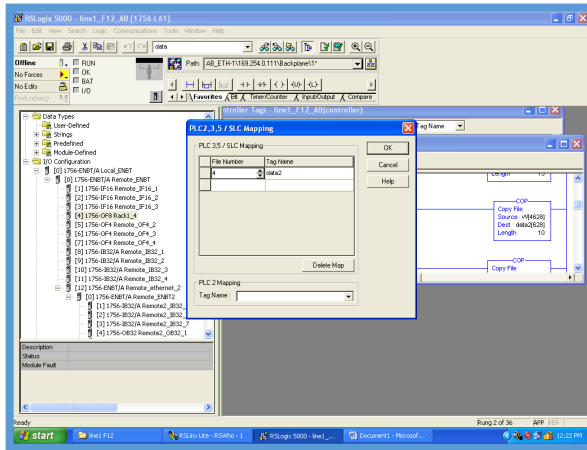 RSLogix 5000 - line1_F12_AB [1756-L61]
File Edit View Search Logic Communications Tools Window Help
data
Offline
RUN
Path: AB_ETH-1\169.254.0.111\Backplane\1*
No Forces
OK
No Edits
BAT
Redundancy
I/O
Favorites Bit Timer/Counter Input/Output Compare
Data Types
User-Defined
Strings
Predefined
Module-Defined
I/O Configuration
[0] 1756-ENBT/A Local_ENBT
[0] 1756-ENBT/A Remote_ENBT
[1] 1756-IF16 Remote_IF16_1
[2] 1756-IF16 Remote_IF16_2
[3] 1756-IF16 Remote_IF16_3
[4] 1756-OF8 Rack1_4
[5] 1756-OF4 Remote_OF4_2
[6] 1756-OF4 Remote_OF4_3
[7] 1756-OF4 Remote_OF4_4
[8] 1756-IB32/A Remote_IB32_1
[9] 1756-IB32/A Remote_IB32_2
[10] 1756-IB32/A Remote_IB32_3
[11] 1756-IB32/A Remote_IB32_4
[12] 1756-ENBT/A Remote_ethernet_2
[0] 1756-ENBT/A Remote_ENBT2
[1] 1756-IB32/A Remote2_IB32_
[2] 1756-IB32/A Remote2_IB32_
[3] 1756-IB32/A Remote2_IB32_7
[4] 1756-OB32 Remote2_OB32_1
Description
Status
Module Fault
ntroller Tags - line1_F12_AB(controller)
Tag Name
PLC2,3,5 / SLC Mapping
PLC 3,5 / SLC Mapping
File Number Tag Name
4 data2
Delete Map
PLC 2 Mapping
Tag Name :
OK
Cancel
Help
Length 15
COP
Copy File
Source VVI[4628]
Dest data2[628]
Length 10
COP
Copy File
Ready
Rung 2 of 36 APP VER
start
line1 F12
RSLinx Lite - RSWho - 1
RSLogix 5000 - line1_...
Document1 - Microsof...
12:22 PM